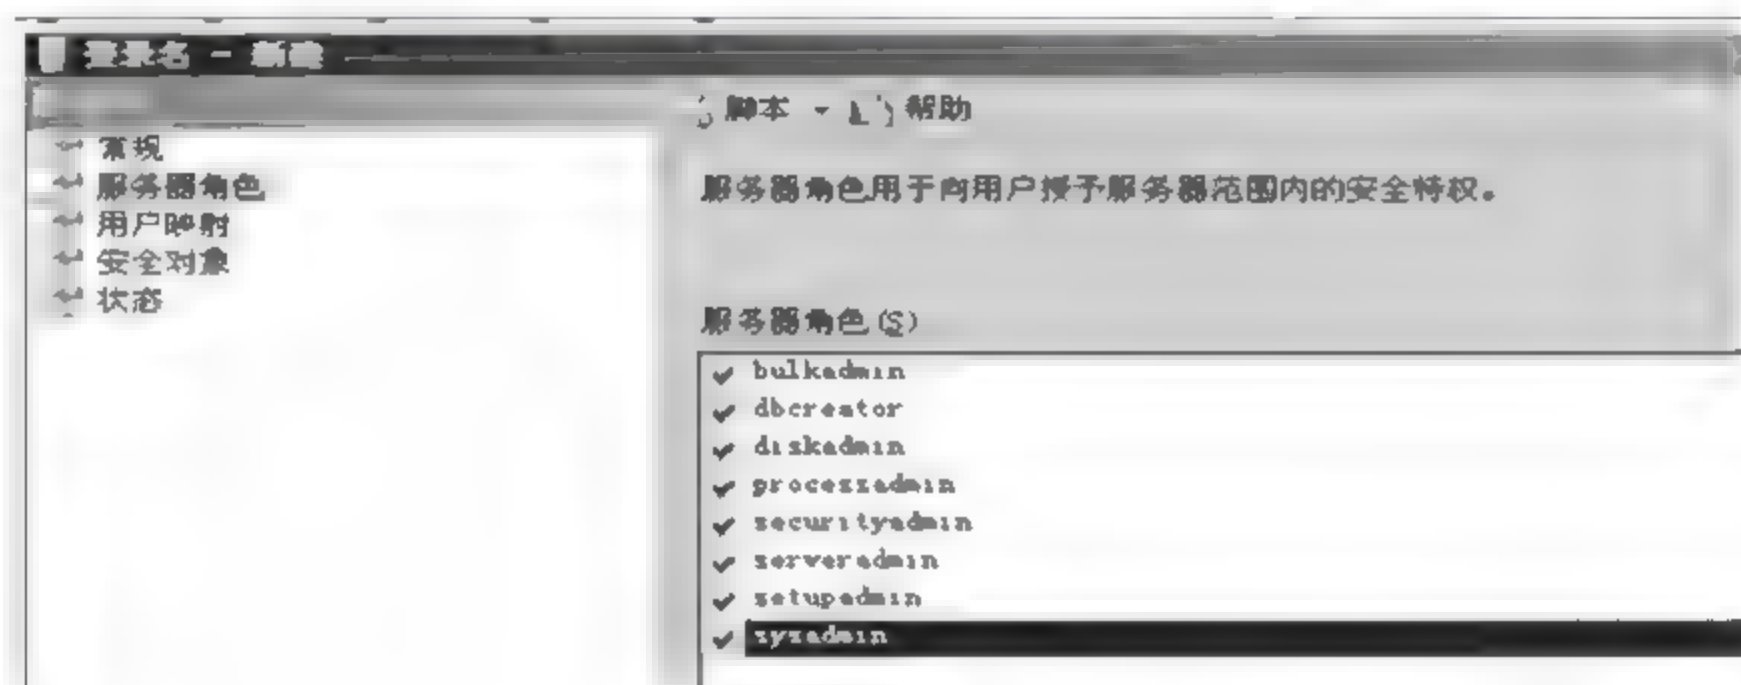 登录名 - 新建
脚本 帮助
常规
服务器角色
用户映射
安全对象
状态
服务器角色用于向用户授予服务器范围内的安全特权。
服务器角色(S)
bulkadmin
dbcreator
diskadmin
processadmin
securityadmin
serveradmin
setupadmin
sysadmin